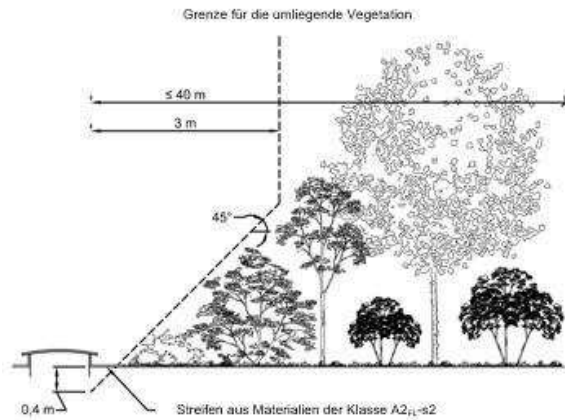 Grenze für die umliegende Vegetation
≤ 40 m
3 m
45°
0,4 m
Streifen aus Materialien der Klasse A2FL-s2